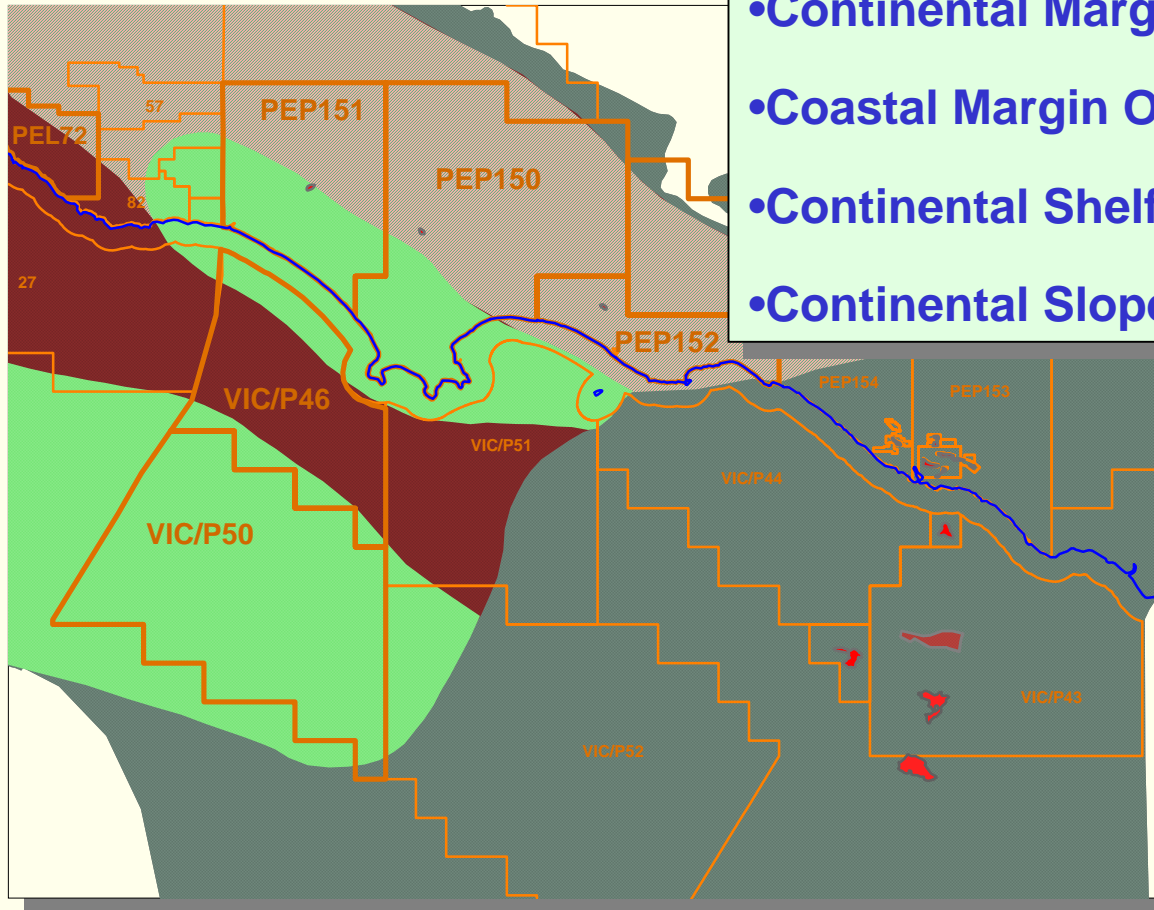 •Continental Marg
•Coastal Margin O
•Continental Shelf
•Continental Slope
57
PEP151
PEL72
PEP150
82
27
PEP152
VIC/P46
PEP154
PEP153
VIC/P51
VIC/P44
VIC/P50
VIC/P43
VIC/P52